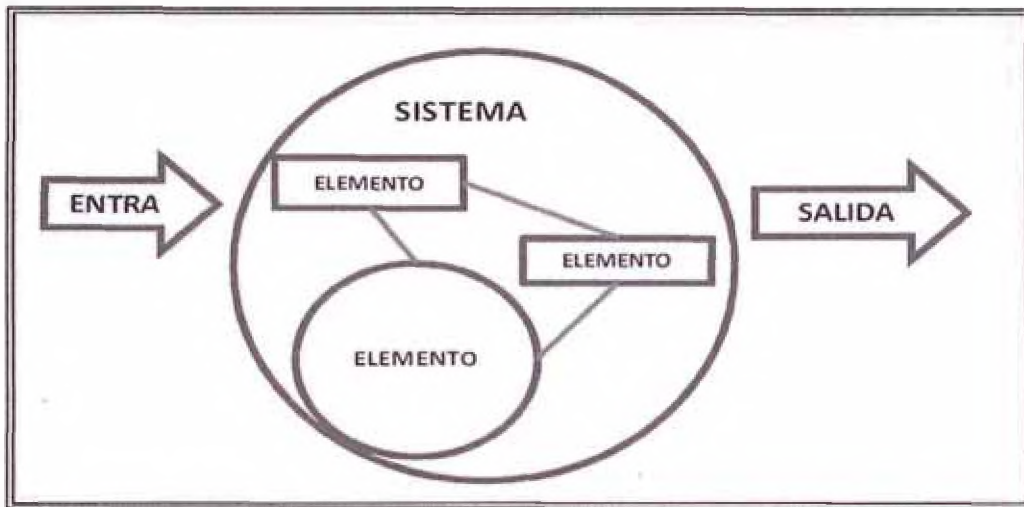 SISTEMA
ELEMENTO
ENTRA
SALIDA
ELEMENTO
ELEMENTO